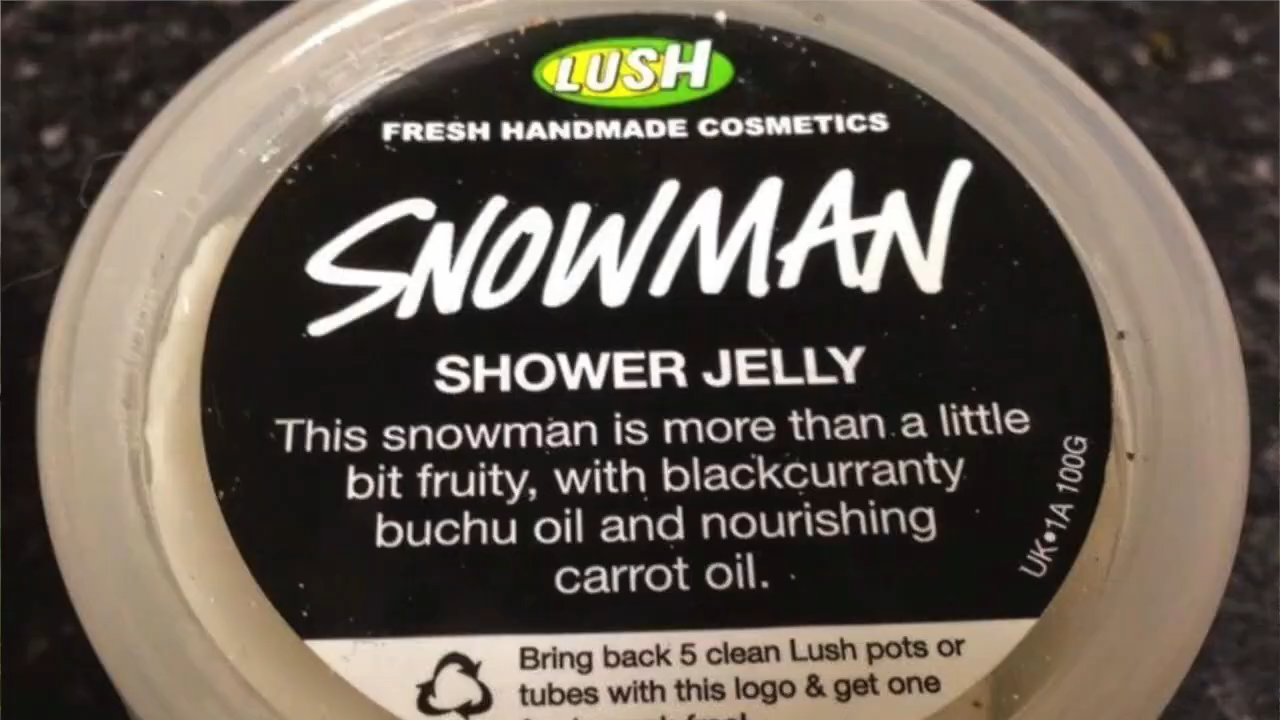 LUSH
FRESH HANDMADE COSMETICS
SNOWMAN
SHOWER JELLY
This snowman is more than a little
bit fruity, with blackcurranty
buchu oil and nourishing
carrot oil.
UK•1A 100G
Bring back 5 clean Lush pots or
tubes with this logo & get one